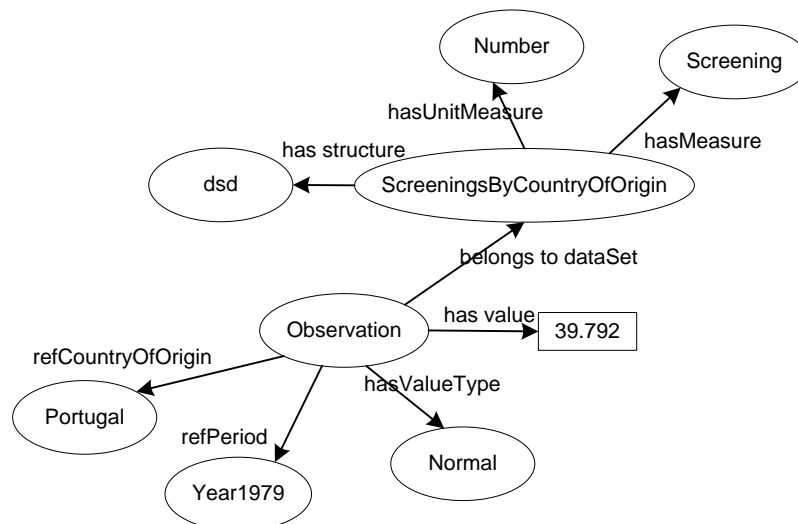 Number
Screening
hasUnitMeasure
hasMeasure
has structure
dsd
ScreeningsByCountryOfOrigin
belongs to dataSet
has value
Observation
39.792
refCountryOfOrigin
hasValueType
Portugal
refPeriod
Normal
Year1979